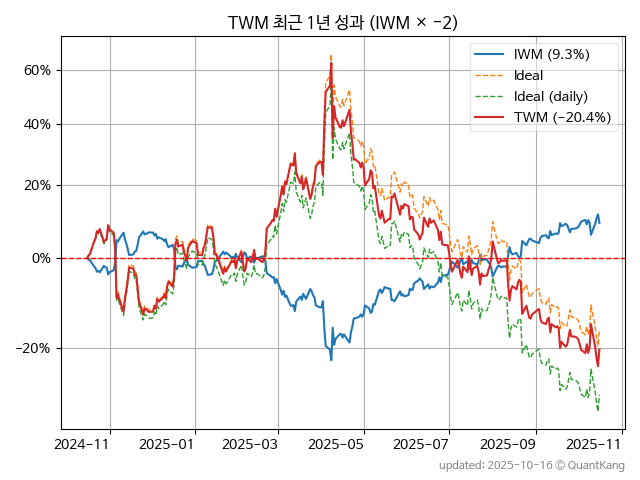 TWM 최근 1년 성과 (IWM × −2)
IWM (9.3%)
Ideal
Ideal (daily)
TWM (−20.4%)
60%
40%
20%
0%
−20%
2024-11
2025-01
2025-03
2025-05
2025-07
2025-09
2025-11
updated: 2025-10-16 © QuantKang